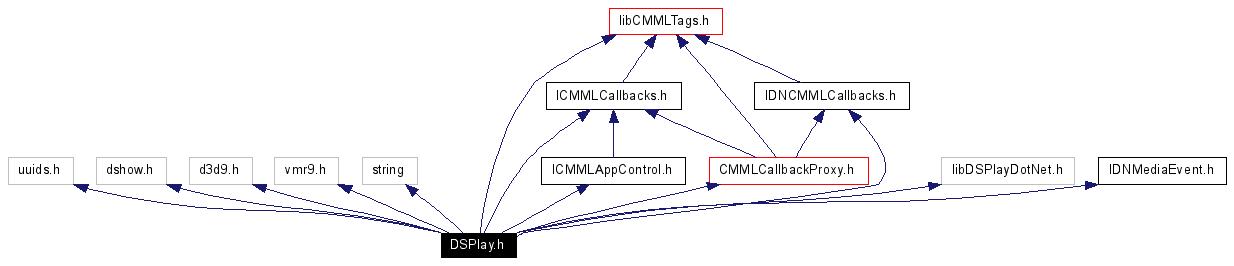 libCMMLTags.h
ICMMLCallbacks.h
IDNCMMLCallbacks.h
uuids.h
dshow.h
d3d9.h
vmr9.h
string
ICMMLAppControl.h
CMMLCallbackProxy.h
libDSPlayDotNet.h
IDNMediaEvent.h
DSPlay.h